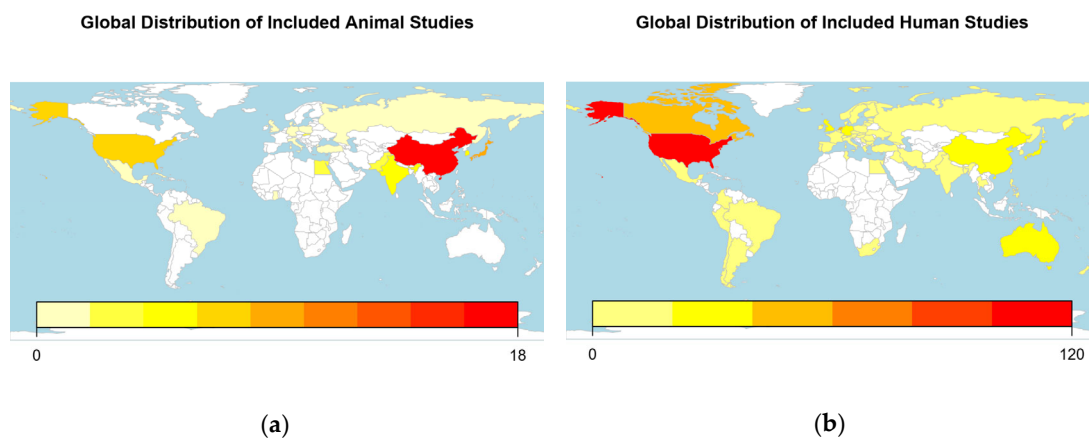 Global Distribution of Included Animal Studies
Global Distribution of Included Human Studies
0
18
0
120
(a)
(b)